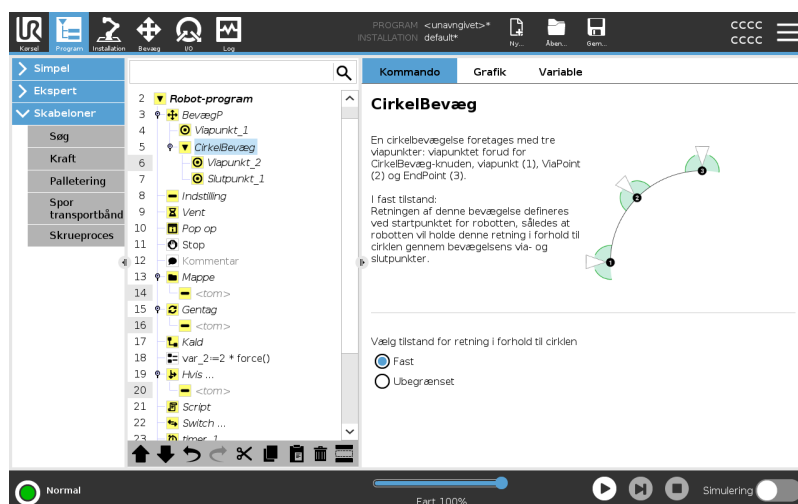 UR
PROGRAM <unavngivet>*
INSTALLATION default*
Kørsel
Program
Installation
Bevæg
I/O
Log
Ny...
Åben...
Gem...
cccc
cccc
Simpel
Ekspert
Skabeloner
Søg
Kraft
Palletering
Spor
transportbånd
Skrueproces
2 Robot-program
3 BevægP
4 Viapunkt_1
5 CirkelBevæg
6 Viapunkt_2
7 Slutpunkt_1
8 Indstilling
9 Vent
10 Pop op
11 Stop
12 Kommentar
13 Mappe
14 <tom>
15 Gentag
16 <tom>
17 Kald
18 var_2:=2 * force()
19 Hvis ...
20 <tom>
21 Script
22 Switch ...
23 timer_1
Kommando
Grafik
Variable
CirkelBevæg
En cirkelbevægelse foretages med tre
viapunkter: viapunktet forud for
CirkelBevæg-knuden, viapunkt (1), ViaPoint
(2) og EndPoint (3).
I fast tilstand:
Retningen af denne bevægelse defineres
ved startpunktet for robotten, således at
robotten vil holde denne retning i forhold til
cirklen gennem bevægelsens via- og
slutpunkter.
1
2
3
Vælg tilstand for retning i forhold til cirklen
Fast
Ubegrænset
Normal
Fart 100%
Simulering